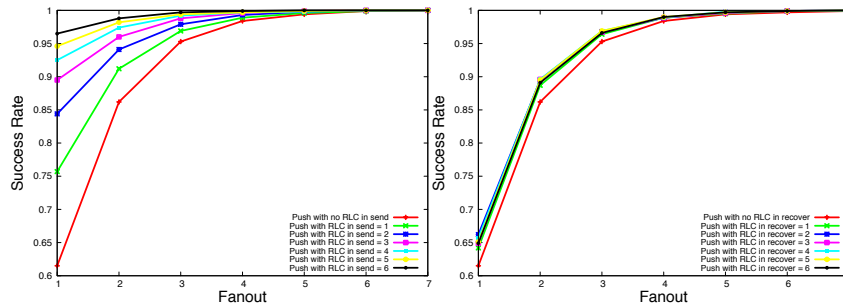 1
0.95
0.9
0.85
0.8
0.75
0.7
0.65
0.6
Success Rate
Push with no RLC in send
Push with RLC in send = 1
Push with RLC in send = 2
Push with RLC in send = 3
Push with RLC in send = 4
Push with RLC in send = 5
Push with RLC in send = 6
1 2 3 4 5 6 7
Fanout
1
0.95
0.9
0.85
0.8
0.75
0.7
0.65
0.6
Success Rate
Push with no RLC in recover
Push with RLC in recover = 1
Push with RLC in recover = 2
Push with RLC in recover = 3
Push with RLC in recover = 4
Push with RLC in recover = 5
Push with RLC in recover = 6
1 2 3 4 5 6
Fanout